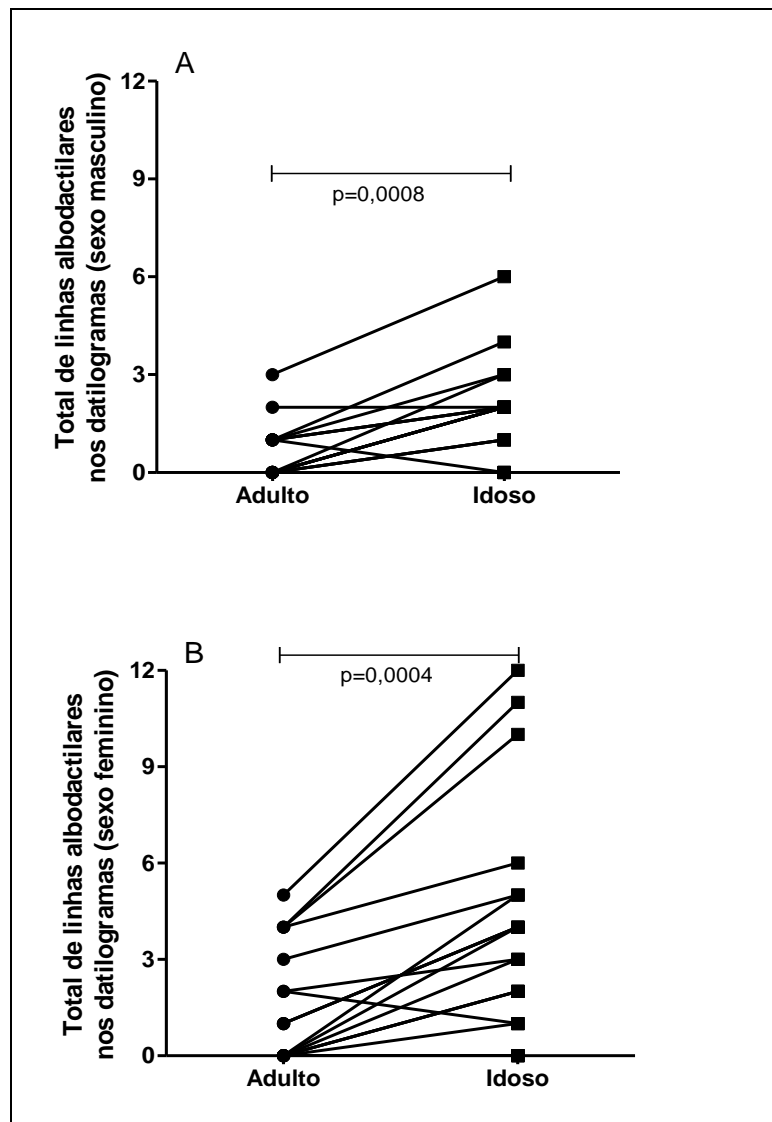 A
Total de linhas albodactilares
nos datilogramas (sexo masculino)
12
9
6
3
0
p=0,0008
Adulto
Idoso
B
Total de linhas albodactilares
nos datilogramas (sexo feminino)
12
9
6
3
0
p=0,0004
Adulto
Idoso